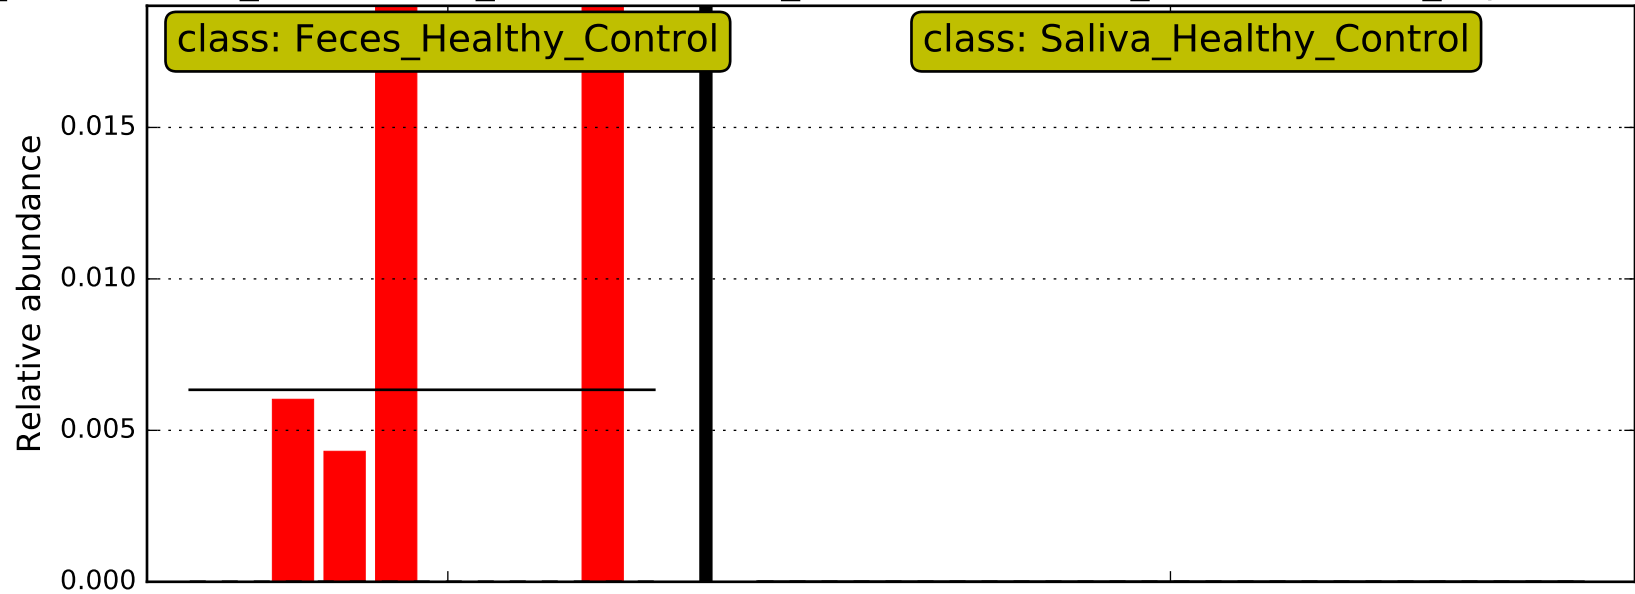 class: Feces_Healthy_Control
class: Saliva_Healthy_Control
0.015
0.010
0.005
0.000
Relative abundance